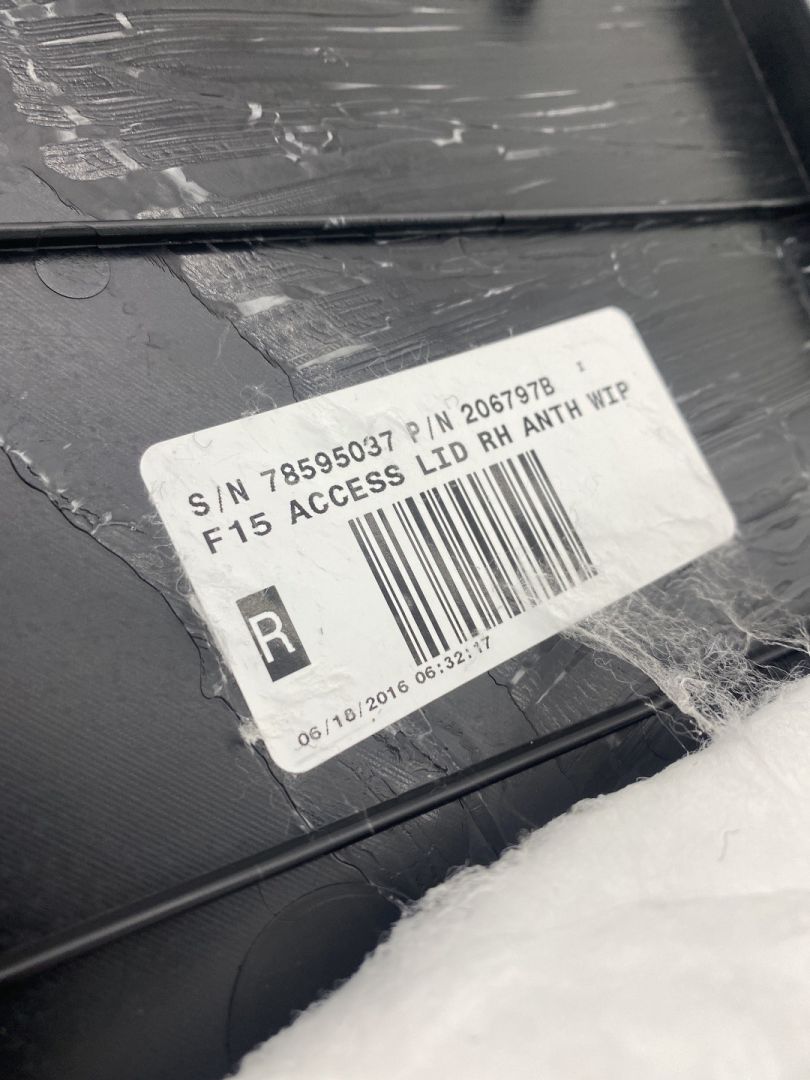 S/N 78595037 P/N 206797B I
F15 ACCESS LID RH ANTH WIP
R
06/18/2016 06:32:17